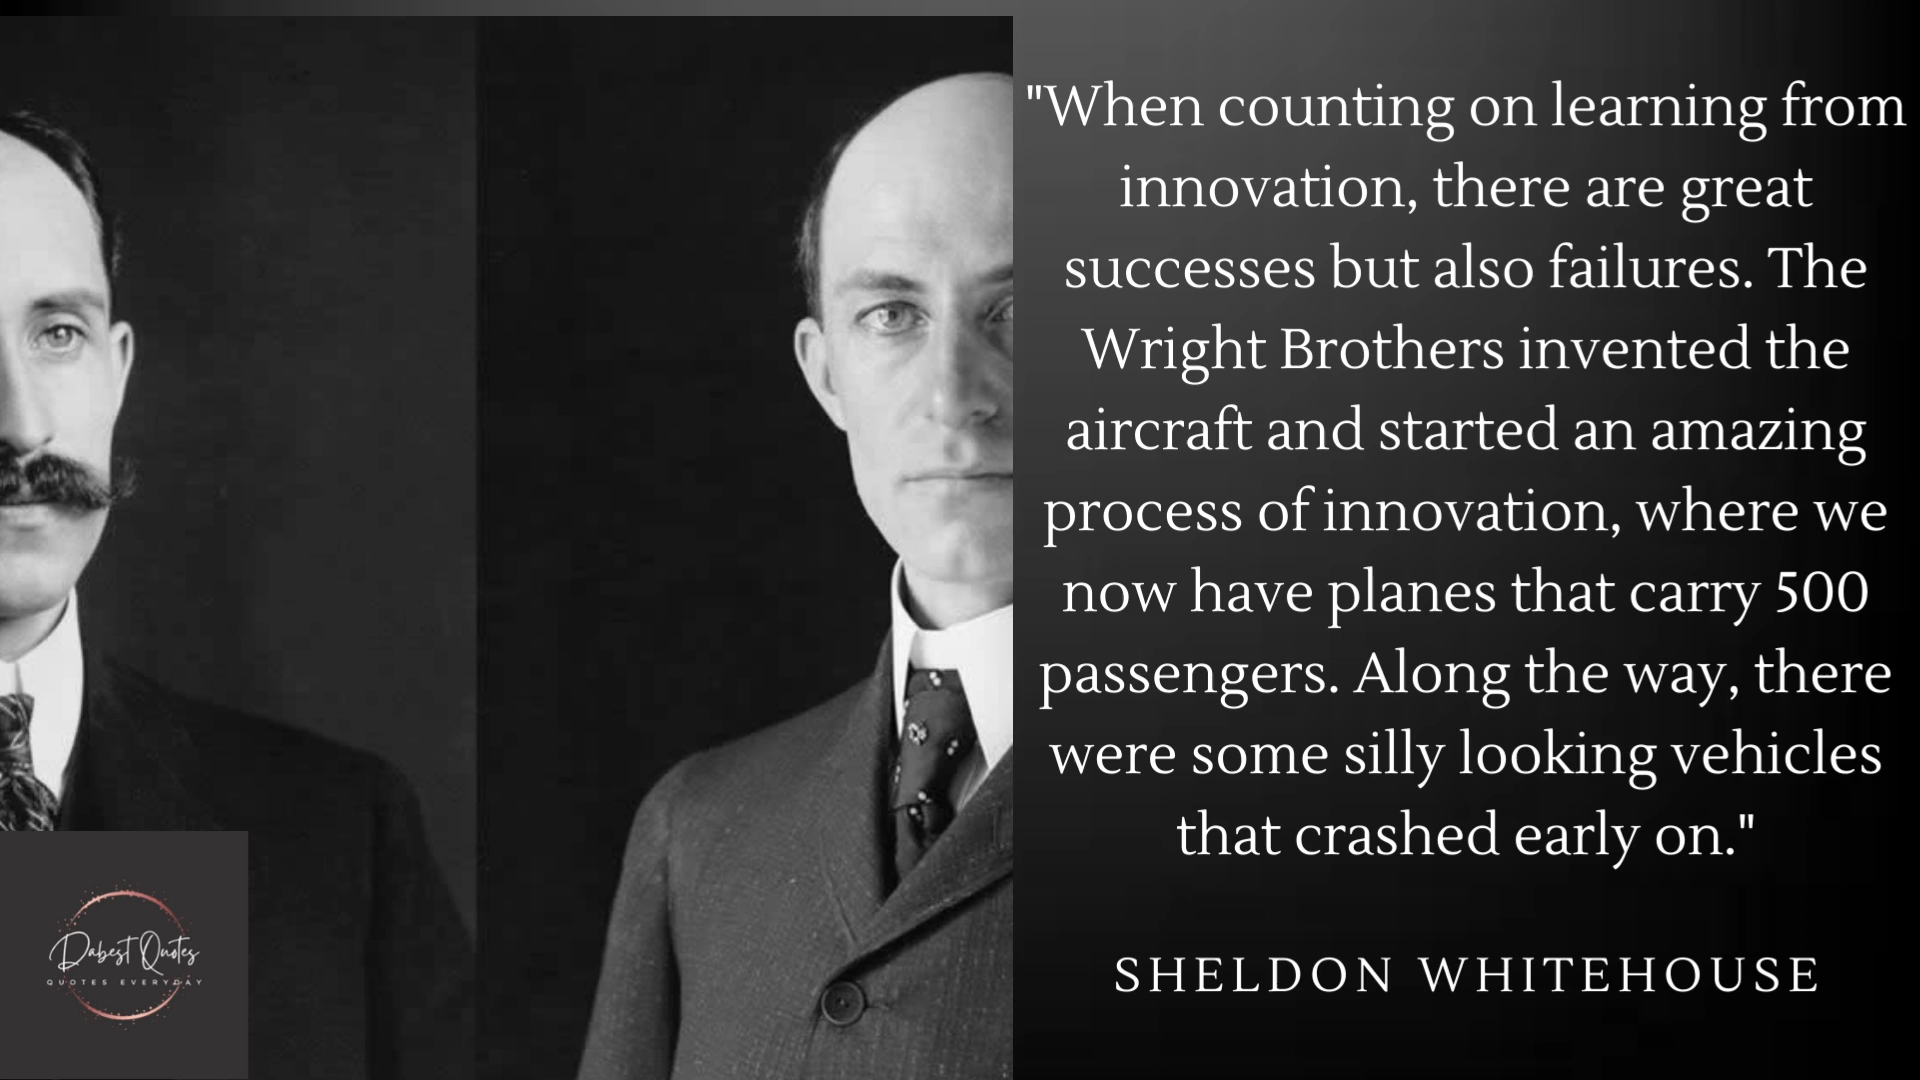 "When counting on learning from
innovation, there are great
successes but also failures. The
Wright Brothers invented the
aircraft and started an amazing
process of innovation, where we
now have planes that carry 500
passengers. Along the way, there
were some silly looking vehicles
that crashed early on."
SHELDON WHITEHOUSE
Dabest Quotes
QUOTES EVERYDAY